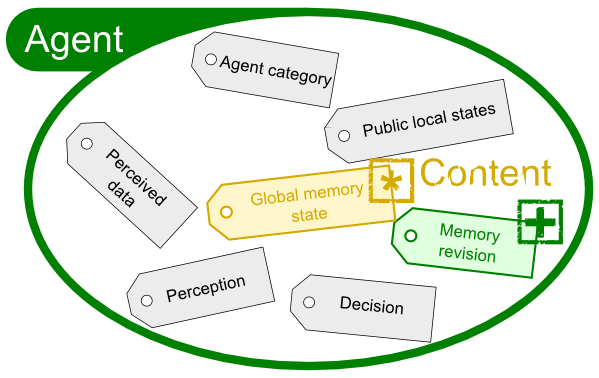 Agent
Agent category
Public local states
Perceived
data
Global memory
state
* Content
Memory
revision
+
Perception
Decision